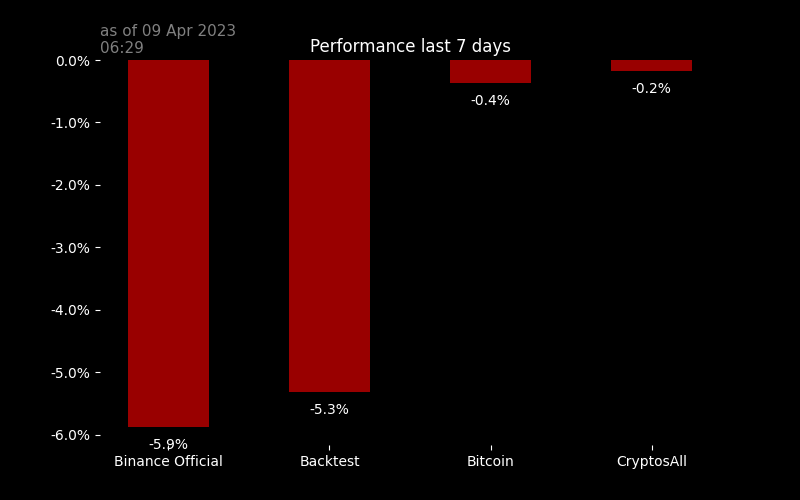 as of 09 Apr 2023
06:29
Performance last 7 days
0.0%
-1.0%
-2.0%
-3.0%
-4.0%
-5.0%
-6.0%
-5.9%
-5.3%
-0.4%
-0.2%
Binance Official
Backtest
Bitcoin
CryptosAll